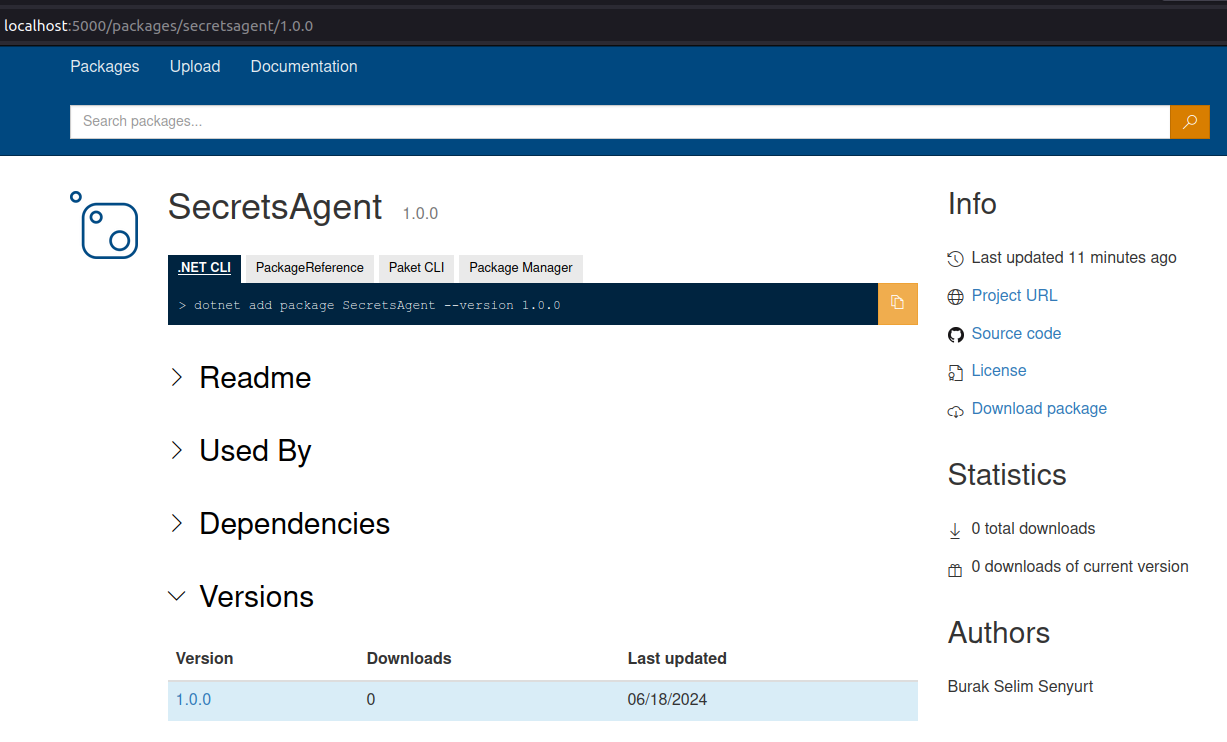 localhost:5000/packages/secretsagent/1.0.0
Packages Upload Documentation
Search packages...
SecretsAgent 1.0.0
.NET CLI PackageReference Paket CLI Package Manager
> dotnet add package SecretsAgent --version 1.0.0
Readme
Used By
Dependencies
Versions
Version Downloads Last updated
1.0.0 0 06/18/2024
Info
Last updated 11 minutes ago
Project URL
Source code
License
Download package
Statistics
0 total downloads
0 downloads of current version
Authors
Burak Selim Senyurt